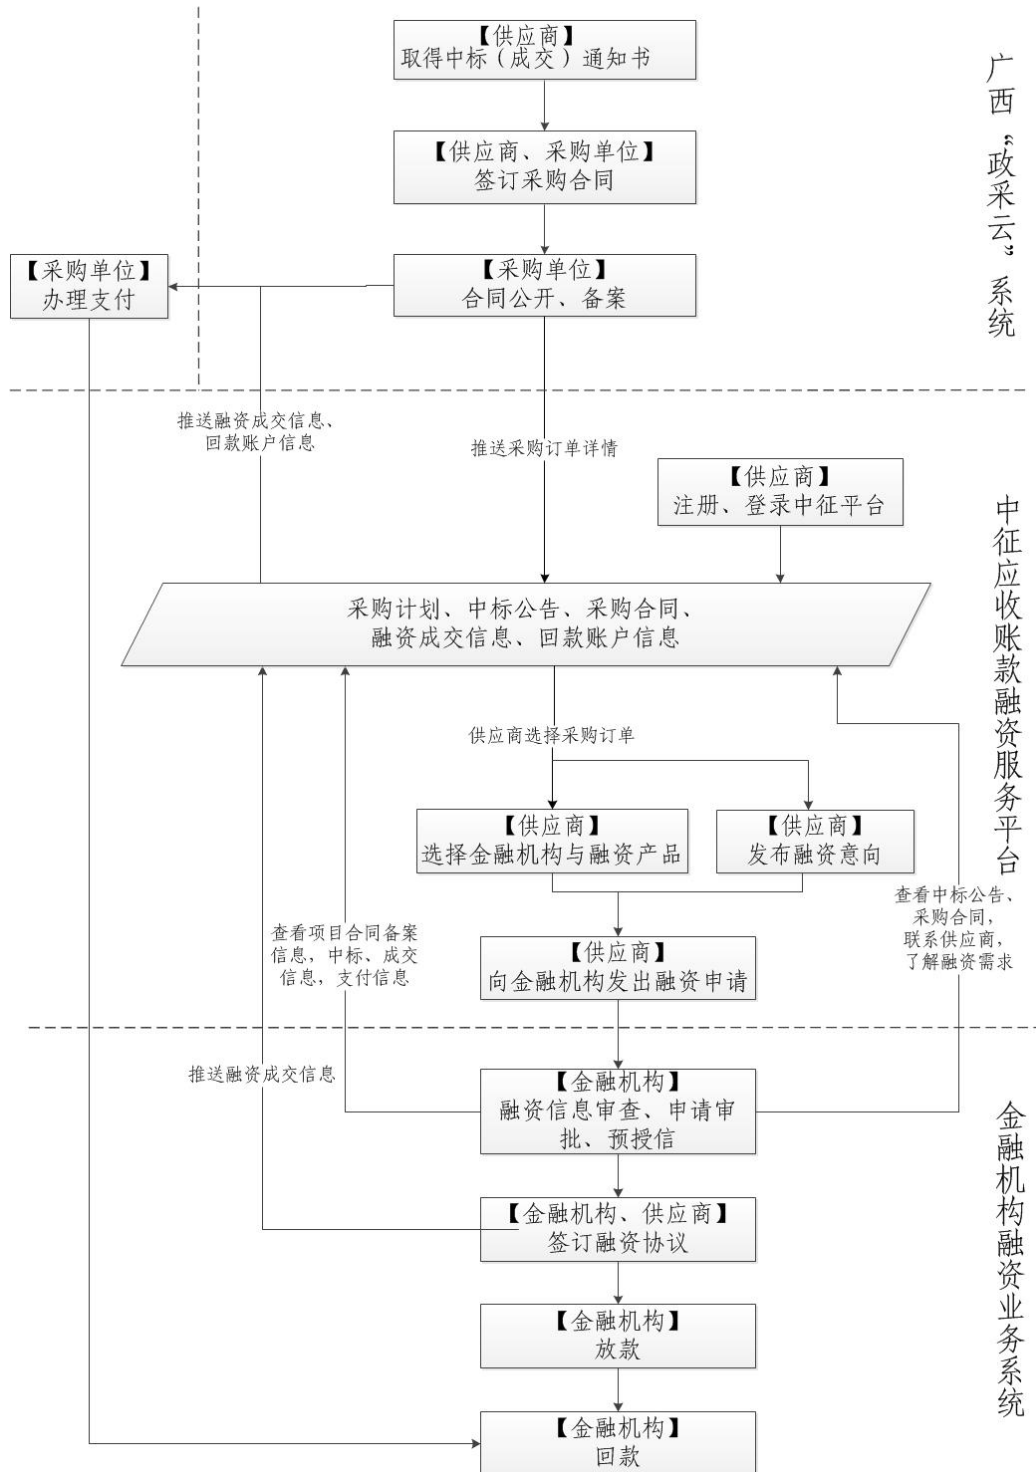 【供应商】
取得中标（成交）通知书
【供应商、采购单位】
签订采购合同
【采购单位】
合同公开、备案
【采购单位】
办理支付
广西“政采云”系统
推送融资成交信息、
回款账户信息
推送采购订单详情
【供应商】
注册、登录中征平台
采购计划、中标公告、采购合同、
融资成交信息、回款账户信息
供应商选择采购订单
【供应商】
选择金融机构与融资产品
【供应商】
发布融资意向
中征应收账款融资服务平台
查看项目合同备案
信息，中标、成交
信息，支付信息
【供应商】
向金融机构发出融资申请
查看中标公告、
采购合同，
联系供应商，
了解融资需求
推送融资成交信息
【金融机构】
融资信息审查、申请审
批、预授信
【金融机构、供应商】
签订融资协议
【金融机构】
放款
【金融机构】
回款
金融机构融资业务系统